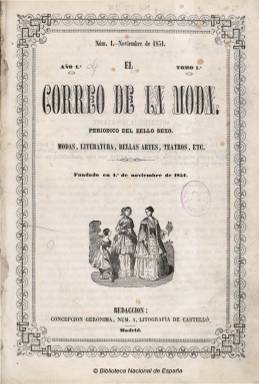 Núm. 1.-Noviembre de 1851.
AÑO 1.º
EL
TOMO 1.º
CORREO DE LA MODA.
PERIODICO DEL BELLO SEXO.
MODAS, LITERATURA, BELLAS ARTES, TEATROS, ETC.
Fundado en 1.º de noviembre de 1851.
REDACCION:
CONCEPCION GERONIMA, NUM. 1, LITOGRAFIA DE CASTELLÓ,
Madrid.
© Biblioteca Nacional de España